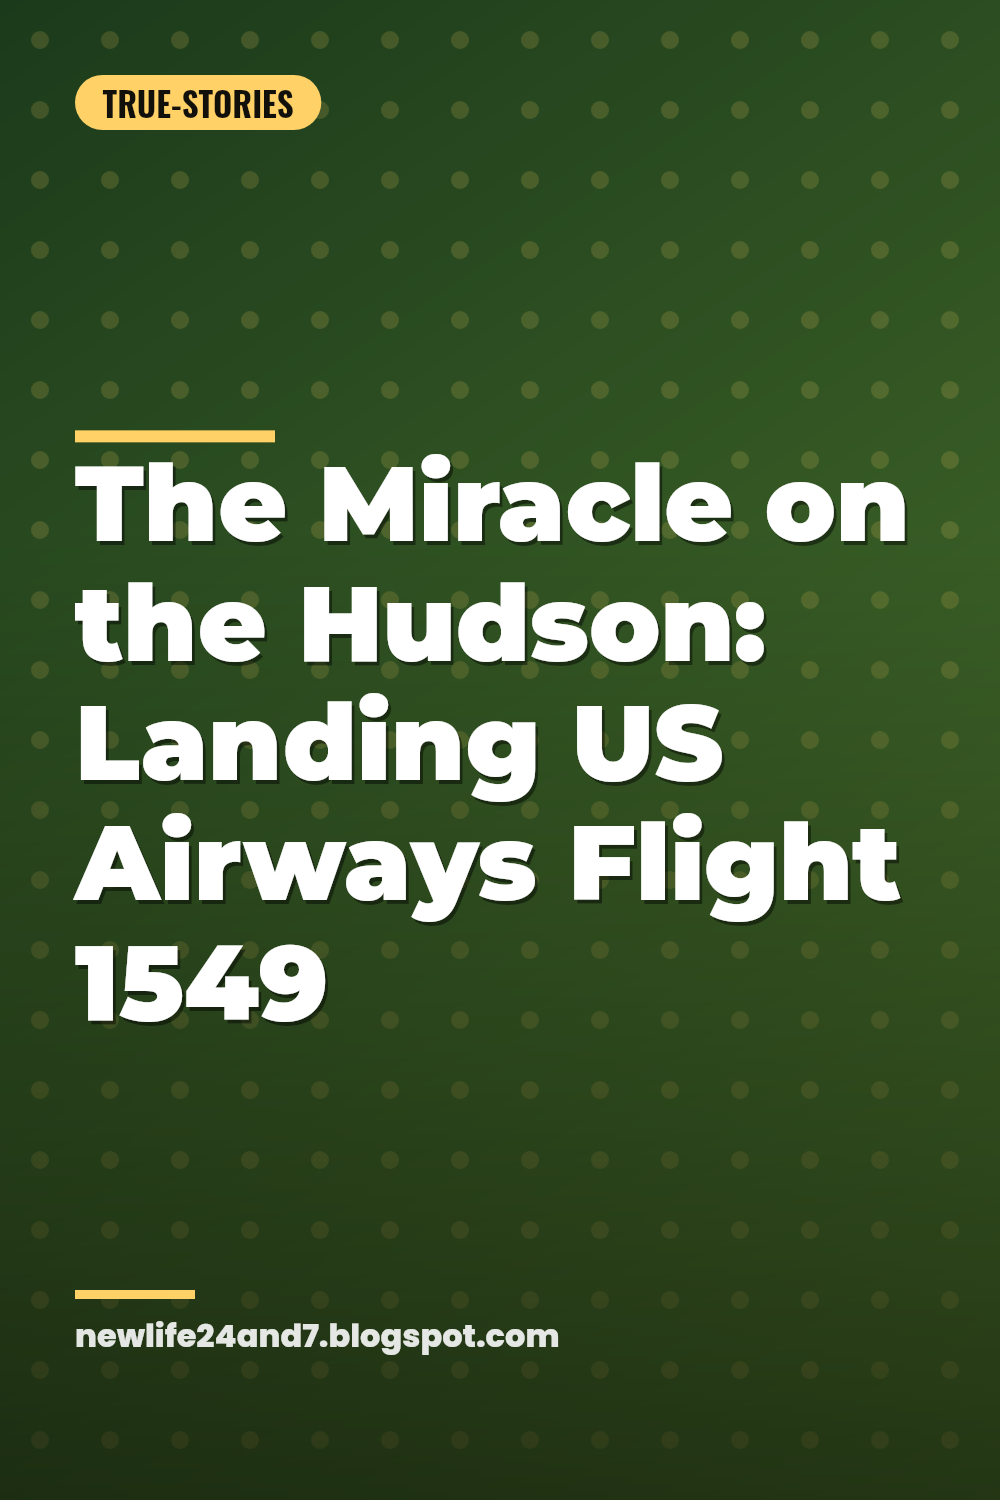 TRUE-STORIES
The Miracle on
the Hudson:
Landing US
Airways Flight
1549
newlife24and7.blogspot.com